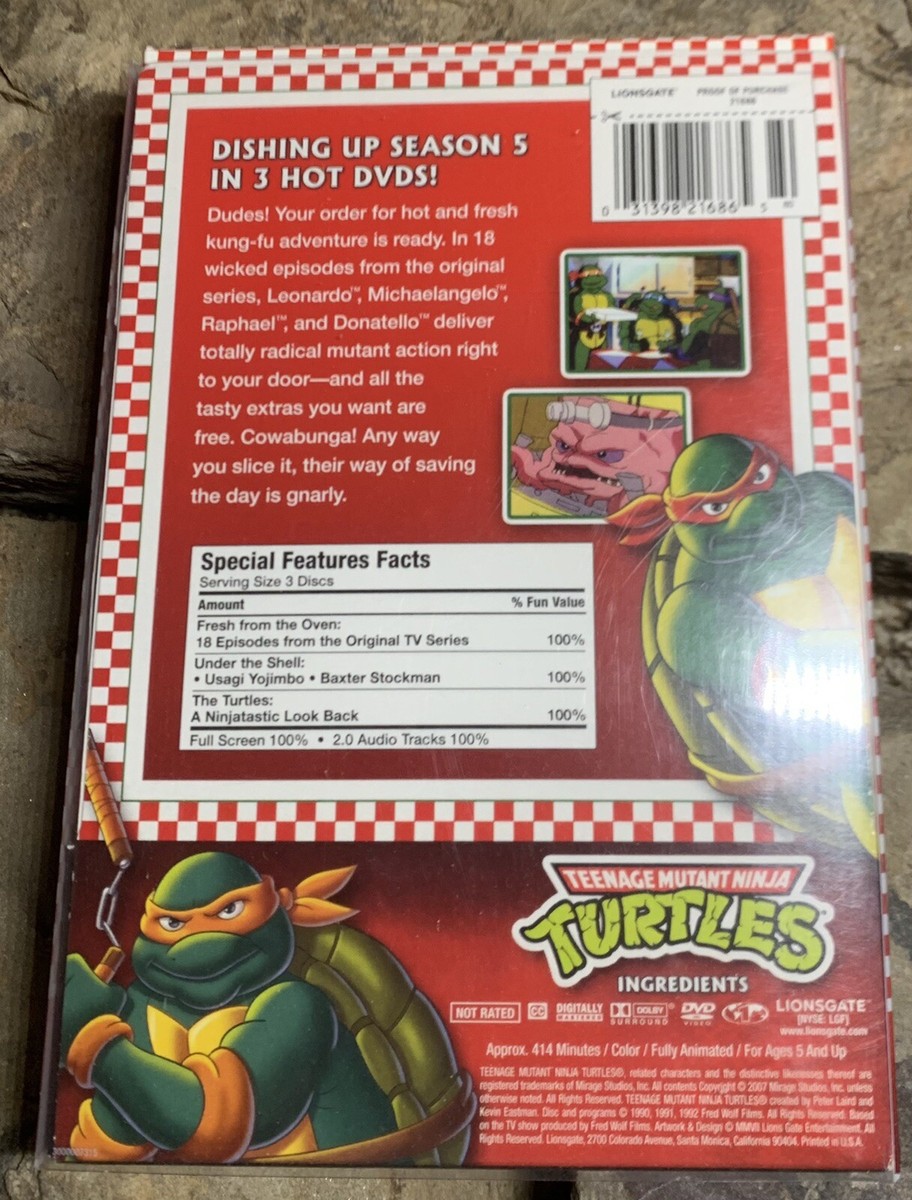 LIONSGATE PROOF OF PURCHASE
21686
0 31398 21686 5
DISHING UP SEASON 5
IN 3 HOT DVDS!
Dudes! Your order for hot and fresh
kung-fu adventure is ready. In 18
wicked episodes from the original
series, Leonardo™, Michaelangelo™,
Raphael™, and Donatello™ deliver
totally radical mutant action right
to your door—and all the
tasty extras you want are
free. Cowabunga! Any way
you slice it, their way of saving
the day is gnarly.
Special Features Facts
Serving Size 3 Discs
Amount % Fun Value
Fresh from the Oven:
18 Episodes from the Original TV Series 100%
Under the Shell:
• Usagi Yojimbo • Baxter Stockman 100%
The Turtles:
A Ninjatastic Look Back 100%
Full Screen 100% • 2.0 Audio Tracks 100%
TEENAGE MUTANT NINJA
TURTLES
INGREDIENTS
NOT RATED CC DIGITALLY MASTERED DOLBY SURROUND DVD VIDEO LIONSGATE
[NYSE: LGF]
www.lionsgate.com
Approx. 414 Minutes / Color / Fully Animated / For Ages 5 And Up
TEENAGE MUTANT NINJA TURTLES®, related characters and the distinctive likenesses thereof are
registered trademarks of Mirage Studios, Inc. All contents Copyright © 2007 Mirage Studios, Inc. unless
otherwise noted. All Rights Reserved. TEENAGE MUTANT NINJA TURTLES® created by Peter Laird and
Kevin Eastman. Disc and programs © 1990, 1991, 1992 Fred Wolf Films. All Rights Reserved. Based
on the TV show produced by Fred Wolf Films. Artwork & Design © MMVII Lions Gate Entertainment. All
Rights Reserved. Lionsgate, 2700 Colorado Avenue, Santa Monica, California 90404. Printed in U.S.A.